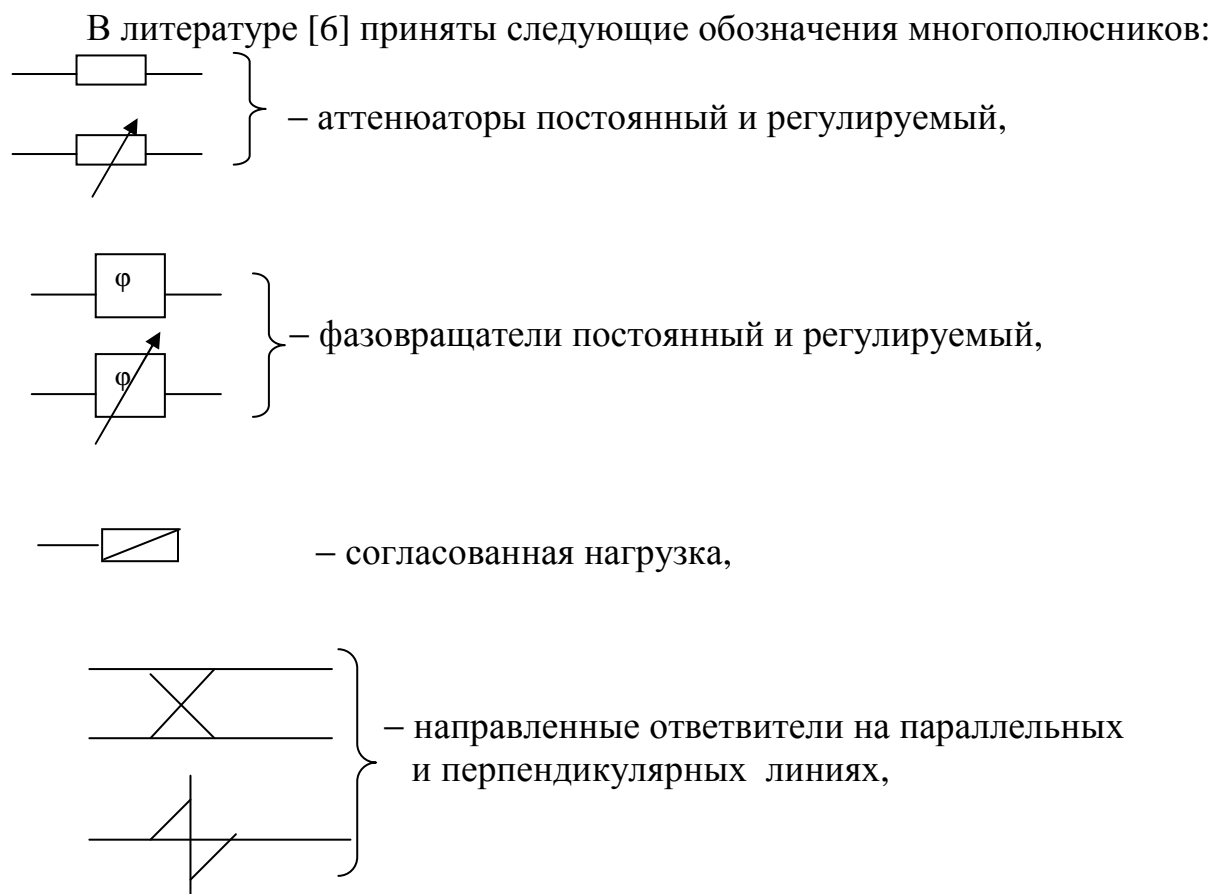 В литературе [6] приняты следующие обозначения многополюсников:
– аттенюаторы постоянный и регулируемый,
φ
– фазовращатели постоянный и регулируемый,
φ
– согласованная нагрузка,
– направленные ответвители на параллельных
и перпендикулярных линиях,